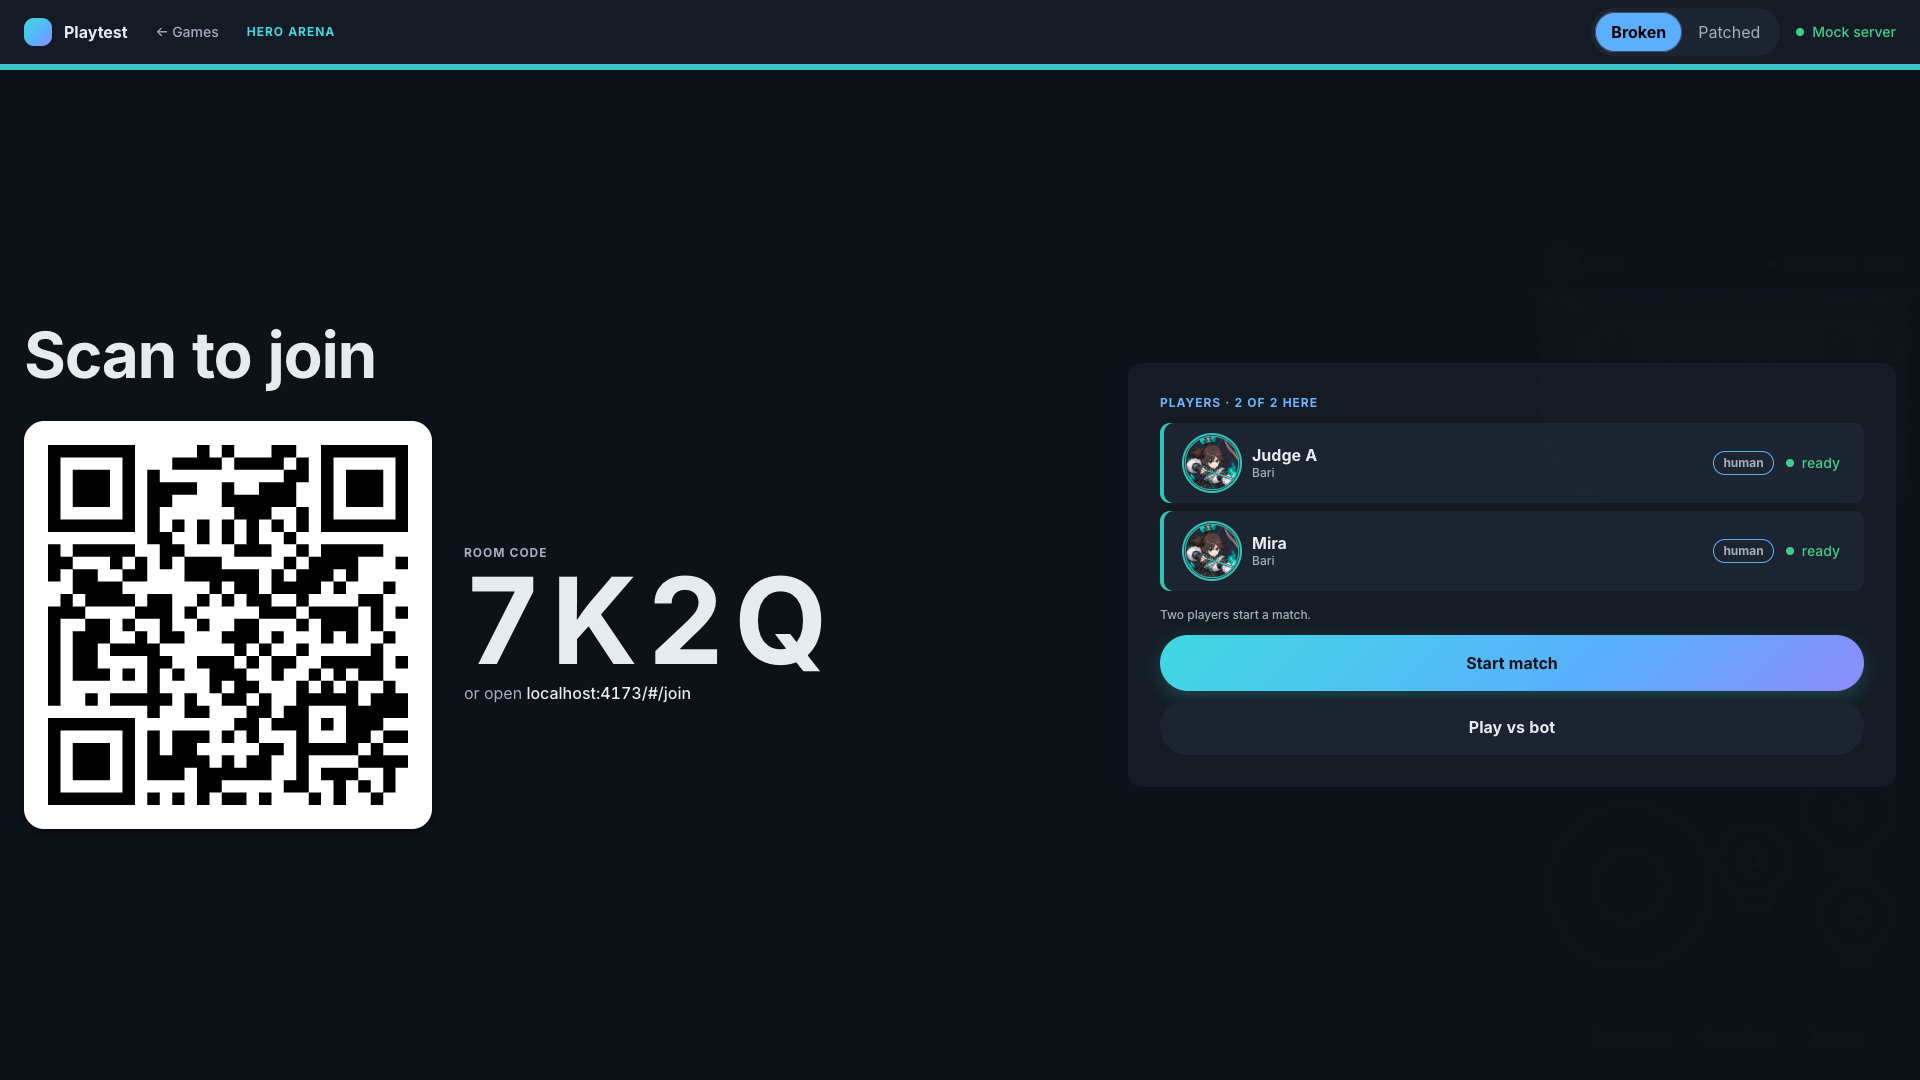 Playtest
← Games
HERO ARENA
Broken
Patched
Mock server
Scan to join
ROOM CODE
7K2Q
or open localhost:4173/#/join
PLAYERS · 2 OF 2 HERE
Judge A
Bari
human
ready
Mira
Bari
human
ready
Two players start a match.
Start match
Play vs bot